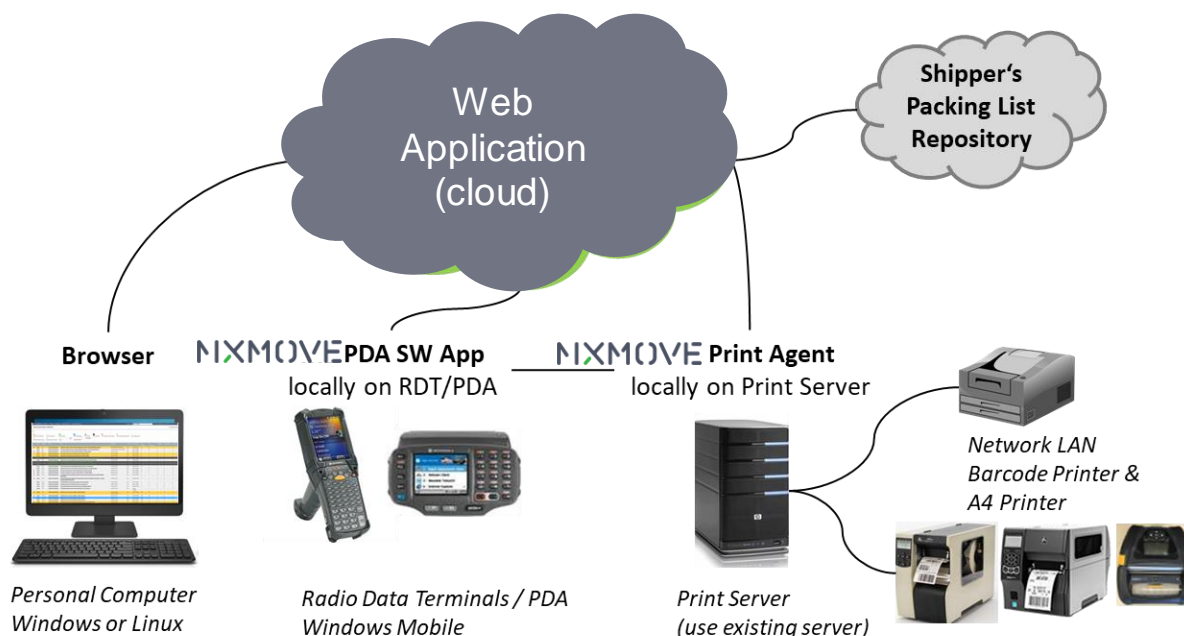 Web
Application
(cloud)
Shipper‘s
Packing List
Repository
Browser
NXMOVE PDA SW App
locally on RDT/PDA
NXMOVE Print Agent
locally on Print Server
Network LAN
Barcode Printer &
A4 Printer
Personal Computer
Windows or Linux
Radio Data Terminals / PDA
Windows Mobile
Print Server
(use existing server)